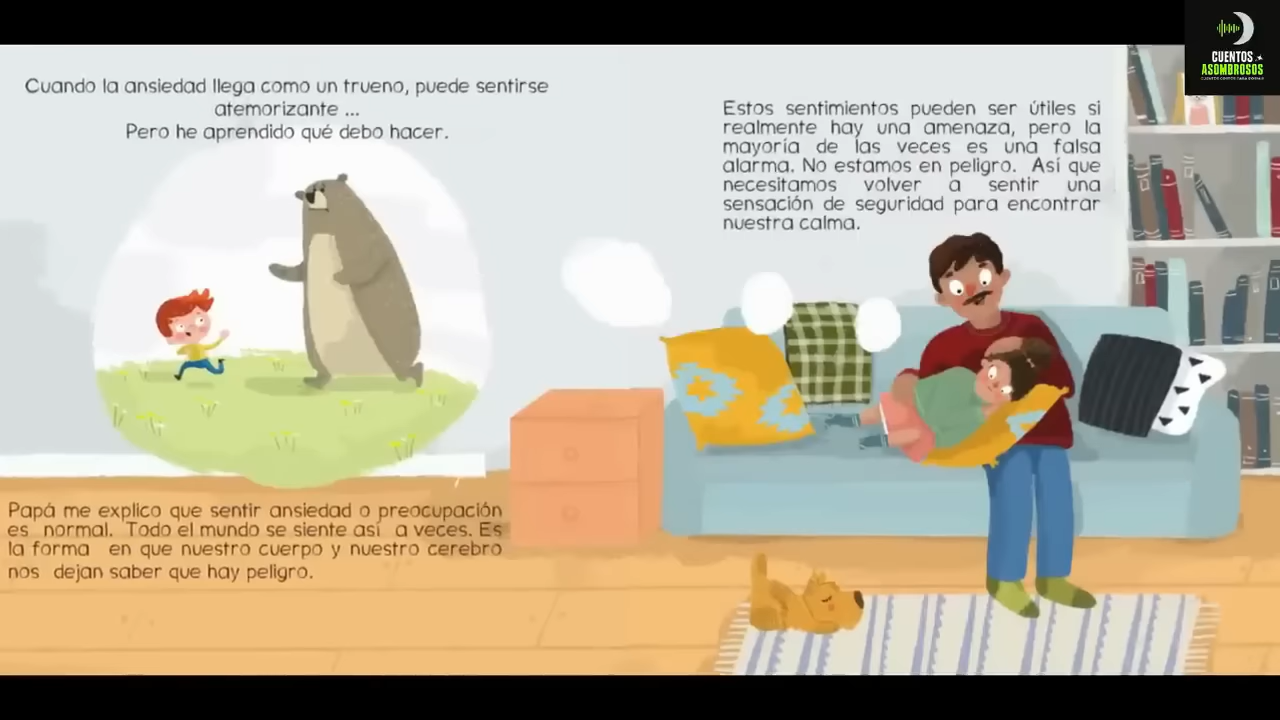 Cuando la ansiedad llega como un trueno, puede sentirse
atemorizante ...
Pero he aprendido qué debo hacer.
Papá me explico que sentir ansiedad o preocupación
es normal. Todo el mundo se siente así a veces. Es
la forma en que nuestro cuerpo y nuestro cerebro
nos dejan saber que hay peligro.
Estos sentimientos pueden ser útiles si
realmente hay una amenaza, pero la
mayoría de las veces es una falsa
alarma. No estamos en peligro. Así que
necesitamos volver a sentir una
sensación de seguridad para encontrar
nuestra calma.
CUENTOS
ASOMBROSOS